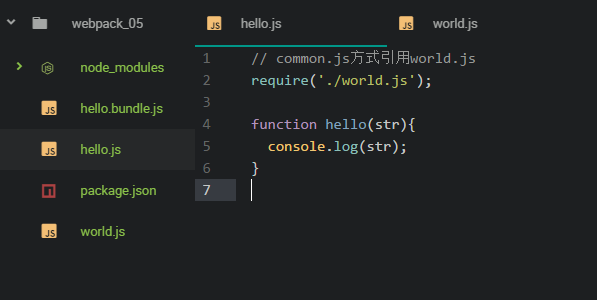 webpack_05
node_modules
hello.bundle.js
hello.js
package.json
world.js
hello.js world.js
1 // common.js方式引用world.js
2 require('./world.js');
3
4 function hello(str){
5 console.log(str);
6 }
7